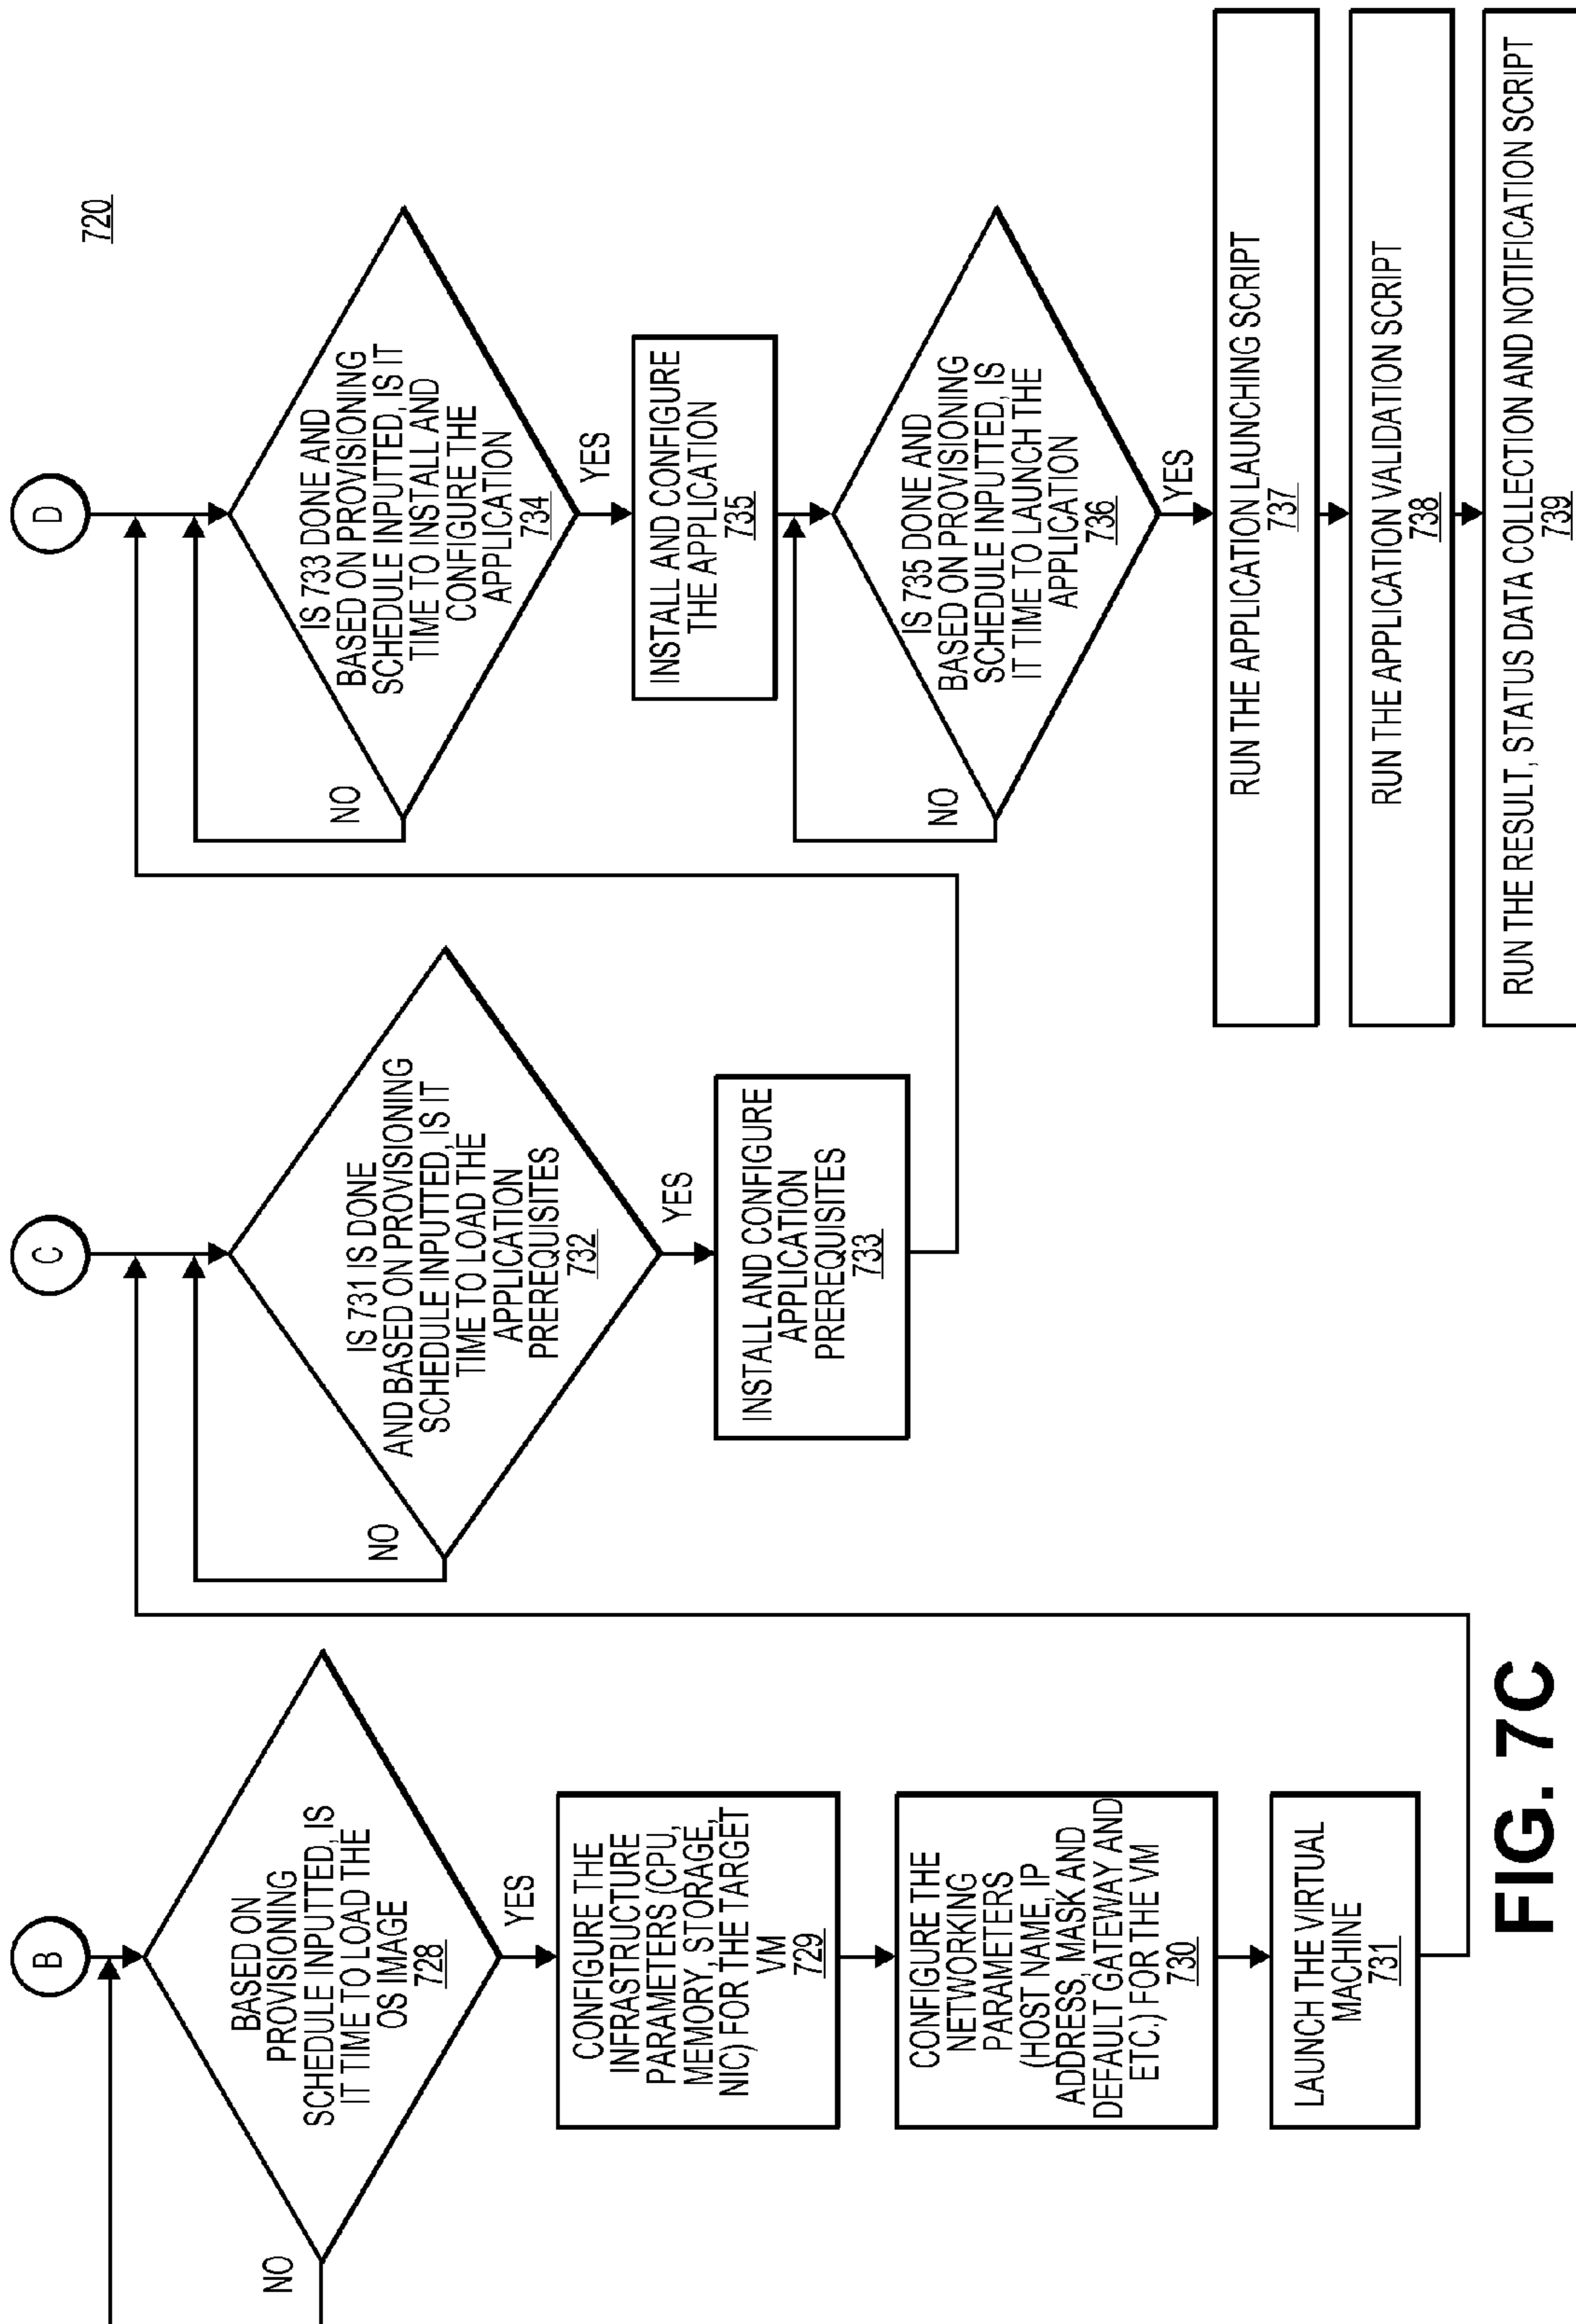 720
B
BASED ON
PROVISIONING
SCHEDULE INPUTTED, IS
IT TIME TO LOAD THE
OS IMAGE
728
NO
YES
CONFIGURE THE
INFRASTRUCTURE
PARAMETERS (CPU,
MEMORY, STORAGE,
NIC) FOR THE TARGET
VM
729
CONFIGURE THE
NETWORKING
PARAMETERS
(HOST NAME, IP
ADDRESS, MASK AND
DEFAULT GATEWAY AND
ETC.) FOR THE VM
730
LAUNCH THE VIRTUAL
MACHINE
731
C
IS 731 IS DONE
AND BASED ON PROVISIONING
SCHEDULE INPUTTED, IS IT
TIME TO LOAD THE
APPLICATION
PREREQUISITES
732
NO
YES
INSTALL AND CONFIGURE
APPLICATION
PREREQUISITES
733
D
IS 733 DONE AND
BASED ON PROVISIONING
SCHEDULE INPUTTED, IS IT
TIME TO INSTALL AND
CONFIGURE THE
APPLICATION
734
NO
YES
INSTALL AND CONFIGURE
THE APPLICATION
735
IS 735 DONE AND
BASED ON PROVISIONING
SCHEDULE INPUTTED, IS
IT TIME TO LAUNCH THE
APPLICATION
736
NO
YES
RUN THE APPLICATION LAUNCHING SCRIPT
737
RUN THE APPLICATION VALIDATION SCRIPT
738
RUN THE RESULT, STATUS DATA COLLECTION AND NOTIFICATION SCRIPT
739
FIG. 7C